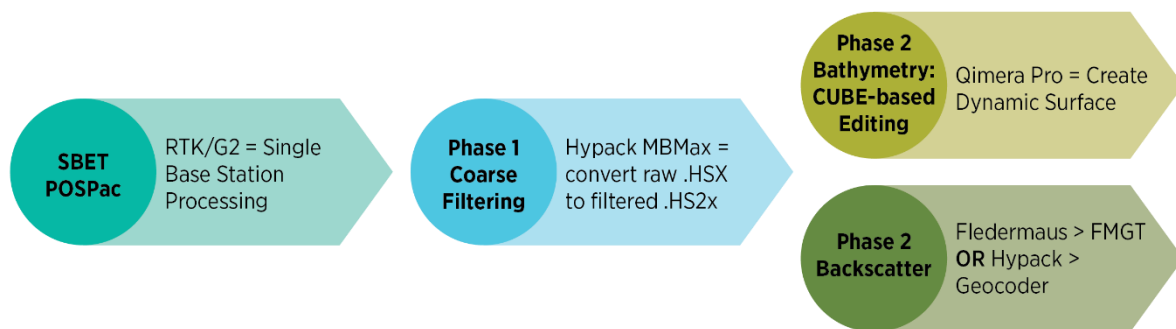 SBET
POSPac
RTK/G2 = Single
Base Station
Processing
Phase 1
Coarse
Filtering
Hypack MBMax =
convert raw .HSX
to filtered .HS2x
Phase 2
Bathymetry:
CUBE-based
Editing
Qimera Pro = Create
Dynamic Surface
Phase 2
Backscatter
Fledermaus > FMGT
OR Hypack >
Geocoder